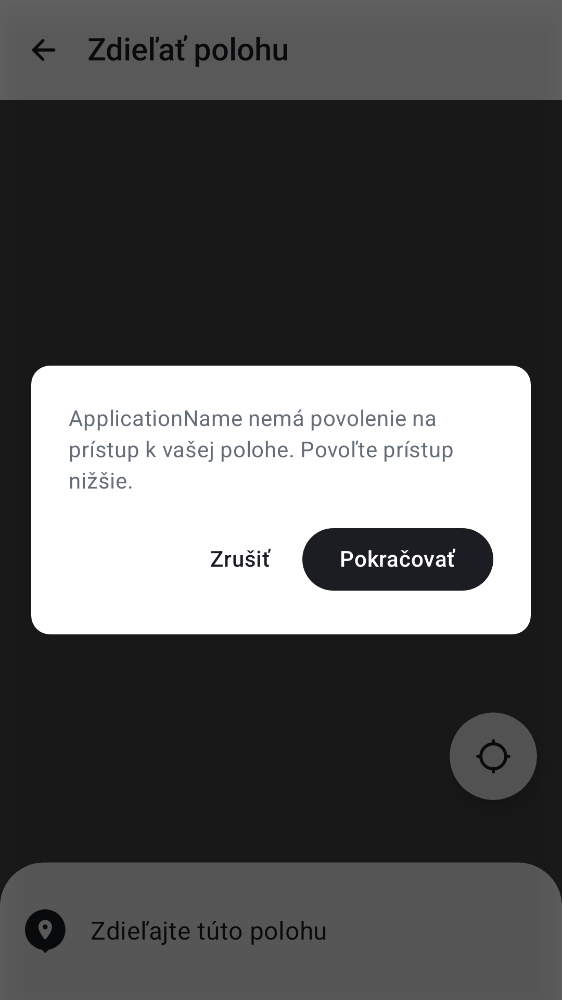 Zdieľať polohu
ApplicationName nemá povolenie na
prístup k vašej polohe. Povoľte prístup
nižšie.
Zrušiť
Pokračovať
Zdieľajte túto polohu